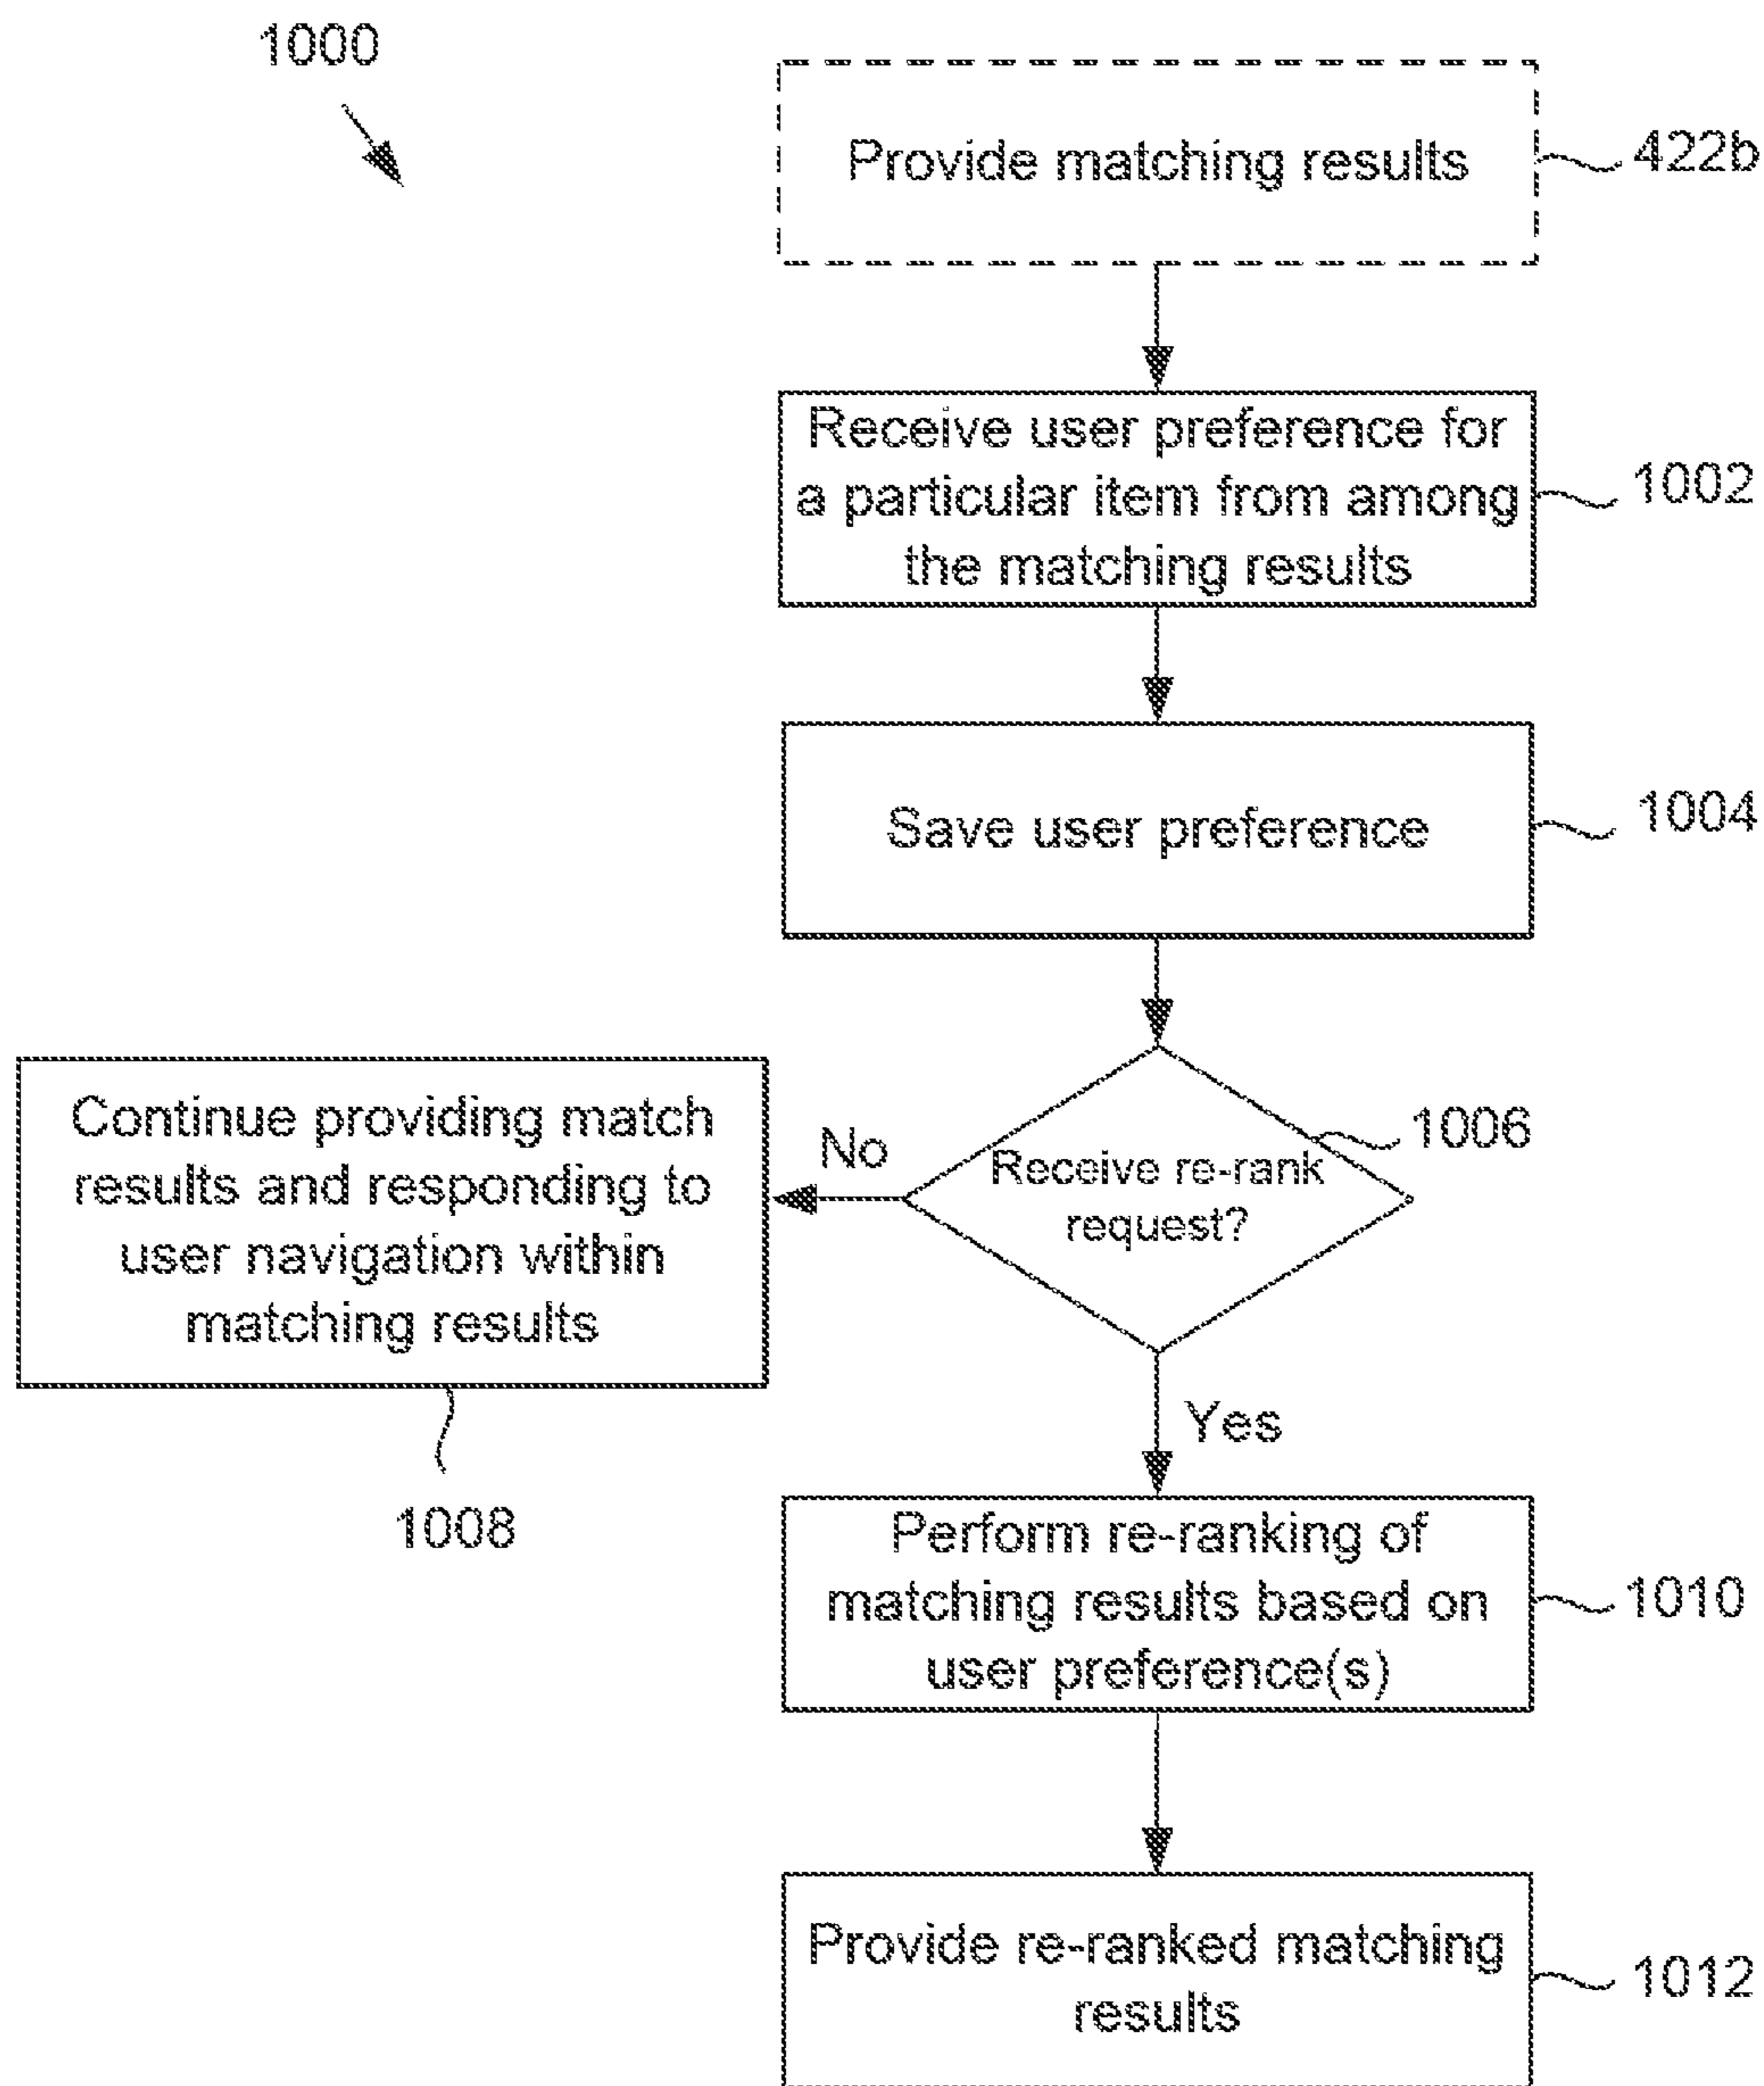 1000
Provide matching results
422b
Receive user preference for
a particular item from among
the matching results
1002
Save user preference
1004
Receive re-rank
request?
1006
No
Continue providing match
results and responding to
user navigation within
matching results
1008
Yes
Perform re-ranking of
matching results based on
user preference(s)
1010
Provide re-ranked matching
results
1012